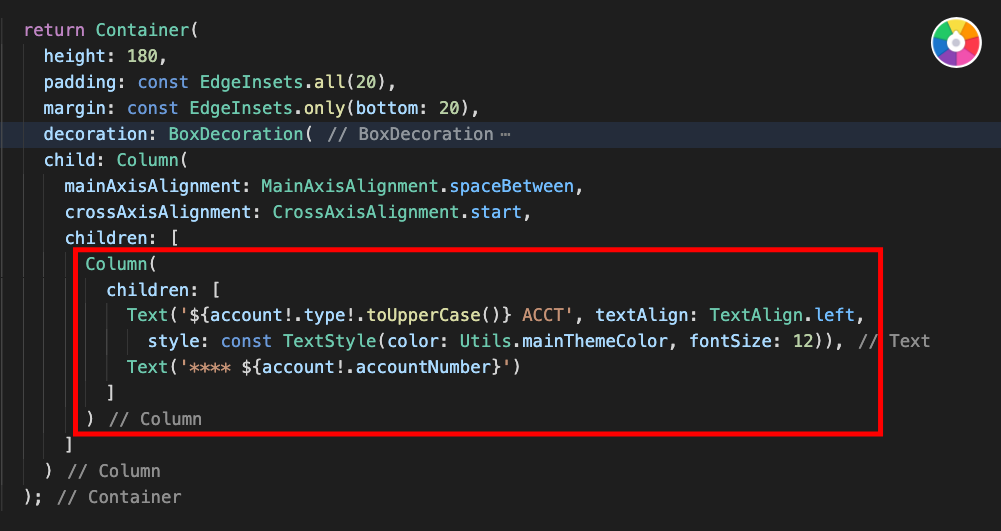 return Container(
height: 180,
padding: const EdgeInsets.all(20),
margin: const EdgeInsets.only(bottom: 20),
decoration: BoxDecoration( // BoxDecoration ⋯
child: Column(
mainAxisAlignment: MainAxisAlignment.spaceBetween,
crossAxisAlignment: CrossAxisAlignment.start,
children: [
Column(
children: [
Text('${account!.type!.toUpperCase()} ACCT', textAlign: TextAlign.left,
style: const TextStyle(color: Utils.mainThemeColor, fontSize: 12)), // Text
Text('**** ${account!.accountNumber}')
]
) // Column
]
) // Column
); // Container